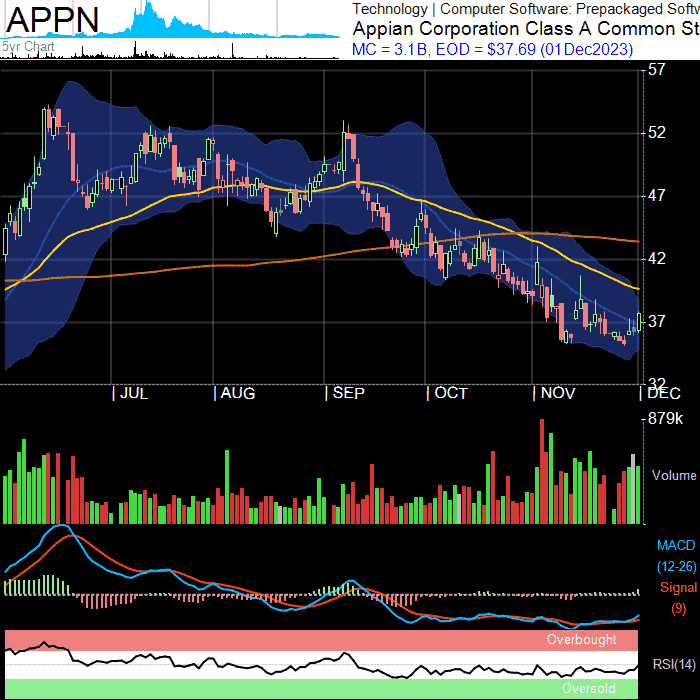 APPN
5yr Chart
Technology | Computer Software: Prepackaged Softw
Appian Corporation Class A Common St
MC = 3.1B, EOD = $37.69 (01Dec2023)
57
52
47
42
37
32
JUL
AUG
SEP
OCT
NOV
DEC
879k
Volume
MACD
(12-26)
Signal
(9)
Overbought
RSI(14)
Oversold